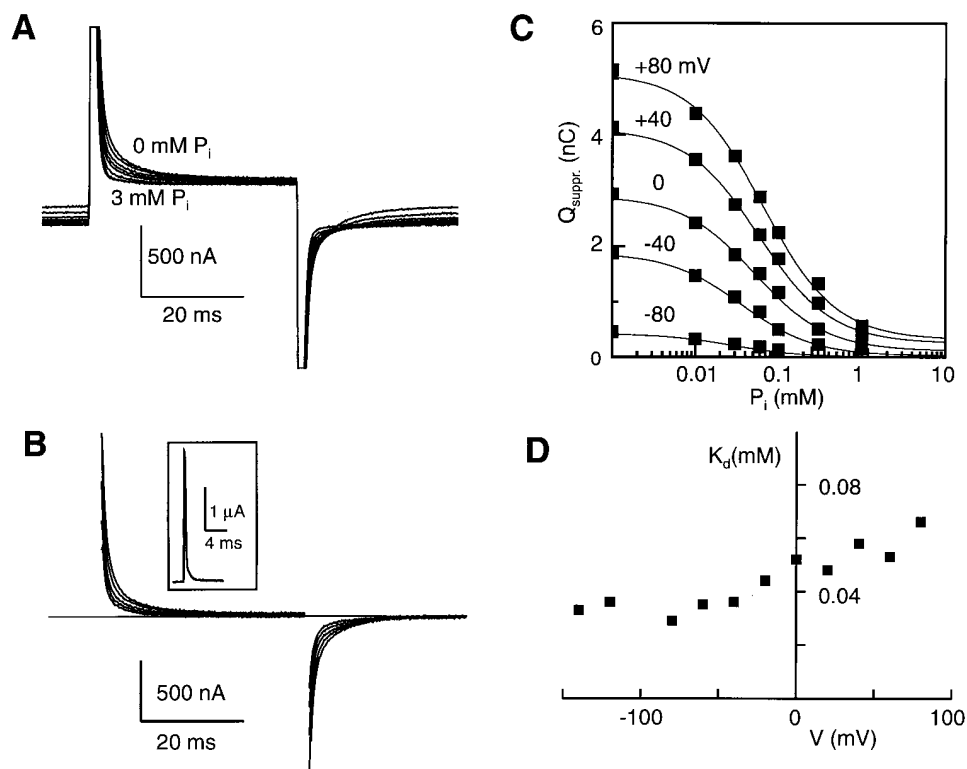 A
0 mM Pi
3 mM Pi
500 nA
20 ms
B
1 μA
4 ms
500 nA
20 ms
C
6
4
2
0
Qsuppr. (nC)
+80 mV
+40
0
-40
-80
0.01
0.1
1
10
Pi (mM)
D
Kd(mM)
0.08
0.04
-100
0
100
V (mV)